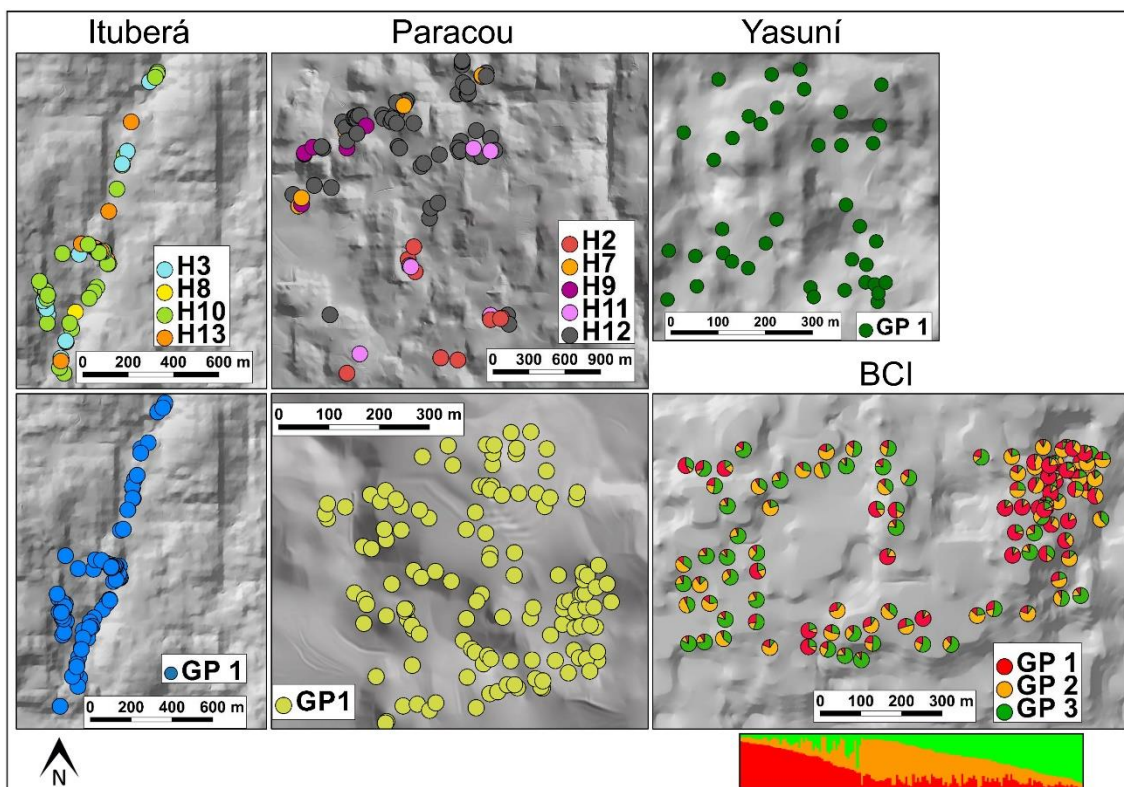 Ituberá
Paracou
Yasuní
H3
H8
H10
H13
0 200 400 600 m
H2
H7
H9
H11
H12
0 300 600 900 m
0 100 200 300 m
GP 1
BCI
GP 1
0 200 400 600 m
0 100 200 300 m
GP1
GP 1
GP 2
GP 3
0 100 200 300 m
N